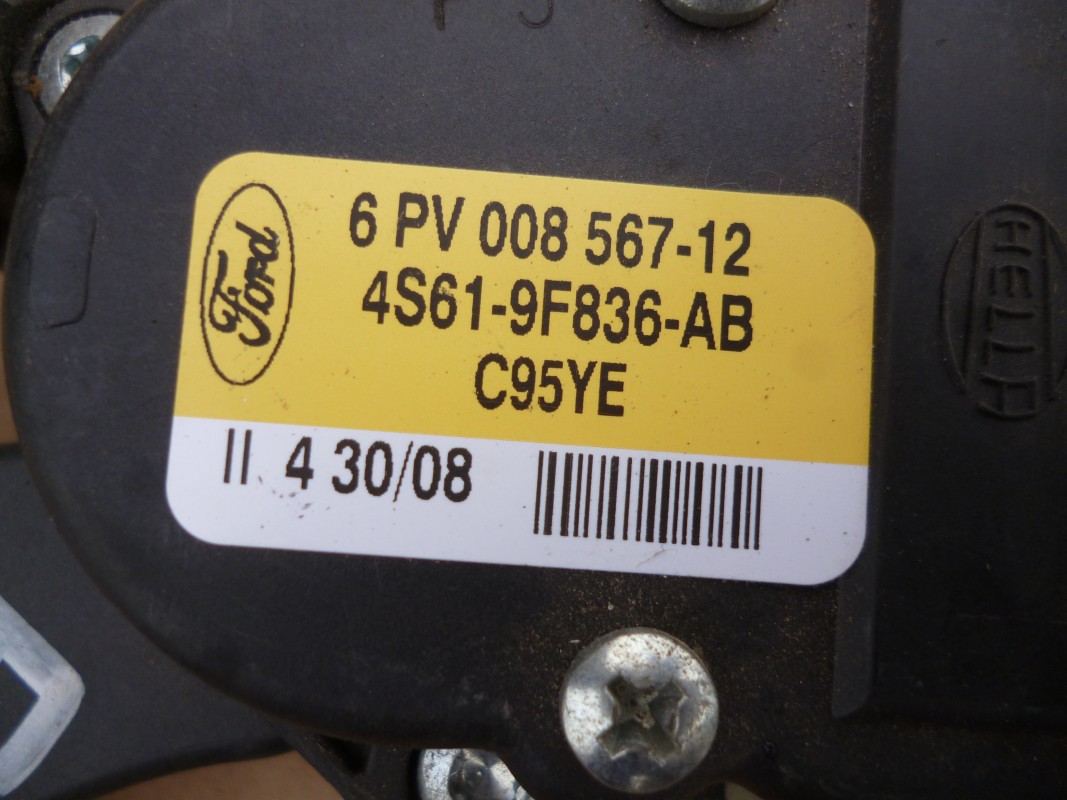 Ford
6 PV 008 567-12
4S61-9F836-AB
C95YE
II 4 30/08
HELLA